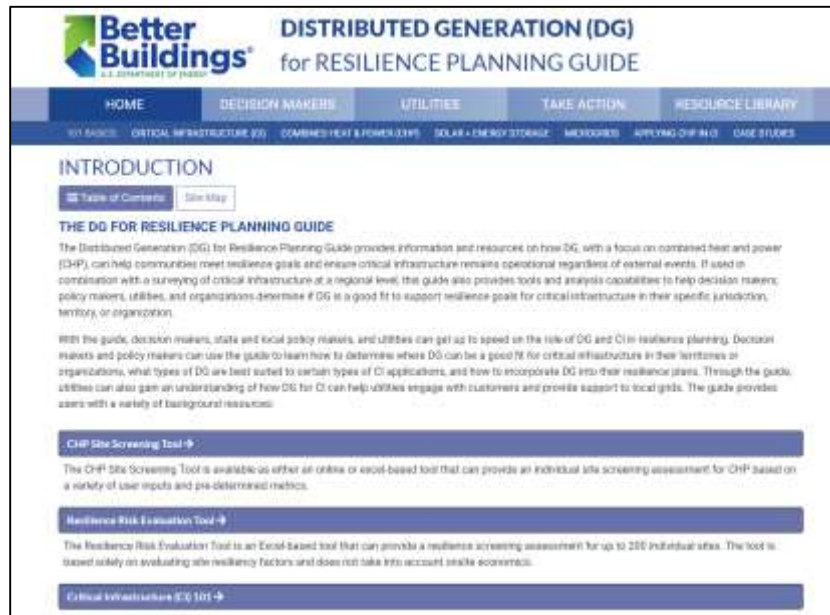 Better
Buildings®
U.S. DEPARTMENT OF ENERGY
DISTRIBUTED GENERATION (DG)
for RESILIENCE PLANNING GUIDE
HOME DECISION MAKERS UTILITIES TAKE ACTION RESOURCE LIBRARY
101 BASICS: CRITICAL INFRASTRUCTURE (CI) COMBINED HEAT & POWER (CHP) SOLAR + ENERGY STORAGE MICROGRIDS APPLYING CHP IN CI CASE STUDIES
INTRODUCTION
Table of Contents Site Map
THE DG FOR RESILIENCE PLANNING GUIDE
The Distributed Generation (DG) for Resilience Planning Guide provides information and resources on how DG, with a focus on combined heat and power
(CHP), can help communities meet resilience goals and ensure critical infrastructure remains operational regardless of external events. If used in
combination with a surveying of critical infrastructure at a regional level, this guide also provides tools and analysis capabilities to help decision makers,
policy makers, utilities, and organizations determine if DG is a good fit to support resilience goals for critical infrastructure in their specific jurisdiction,
territory, or organization.
With the guide, decision makers, state and local policy makers, and utilities can get up to speed on the role of DG and CI in resilience planning. Decision
makers and policy makers can use the guide to learn how to determine where DG can be a good fit for critical infrastructure in their territories or
organizations, what types of DG are best suited to certain types of CI applications, and how to incorporate DG into their resilience plans. Through the guide,
utilities can also gain an understanding of how DG for CI can help utilities engage with customers and provide support to local grids. The guide provides
users with a variety of background resources:
CHP Site Screening Tool →
The CHP Site Screening Tool is available as either an online or excel-based tool that can provide an individual site screening assessment for CHP based on
a variety of user inputs and pre-determined metrics.
Resilience Risk Evaluation Tool →
The Resilience Risk Evaluation Tool is an Excel-based tool that can provide a resilience screening assessment for up to 200 individual sites. The tool is
based solely on evaluating site resiliency factors and does not take into account onsite economics.
Critical Infrastructure (CI) 101 →